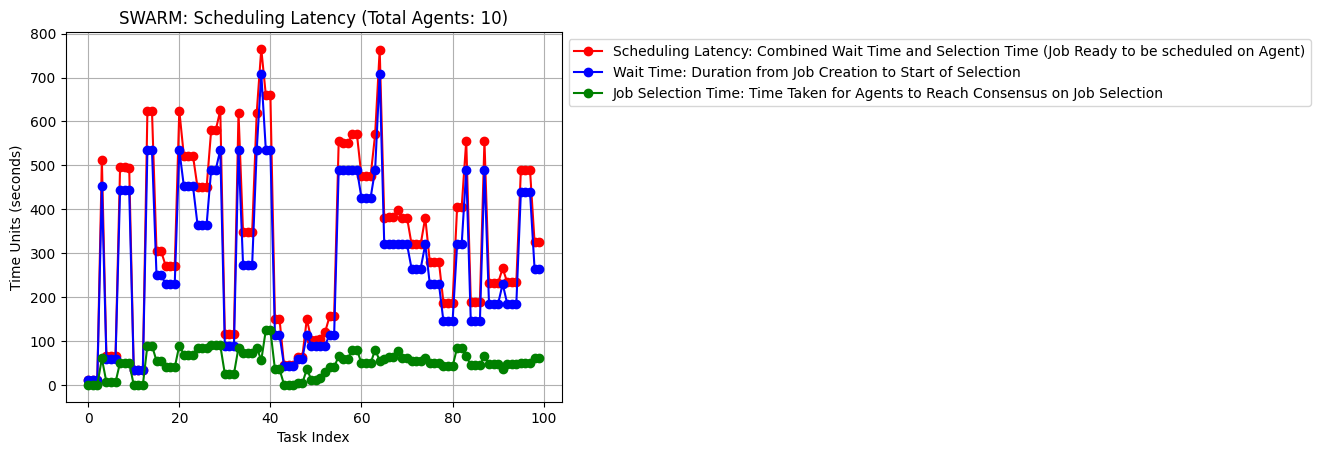 SWARM: Scheduling Latency (Total Agents: 10)
Scheduling Latency: Combined Wait Time and Selection Time (Job Ready to be scheduled on Agent)
Wait Time: Duration from Job Creation to Start of Selection
Job Selection Time: Time Taken for Agents to Reach Consensus on Job Selection
Time Units (seconds)
800
700
600
500
400
300
200
100
0
0 20 40 60 80 100
Task Index